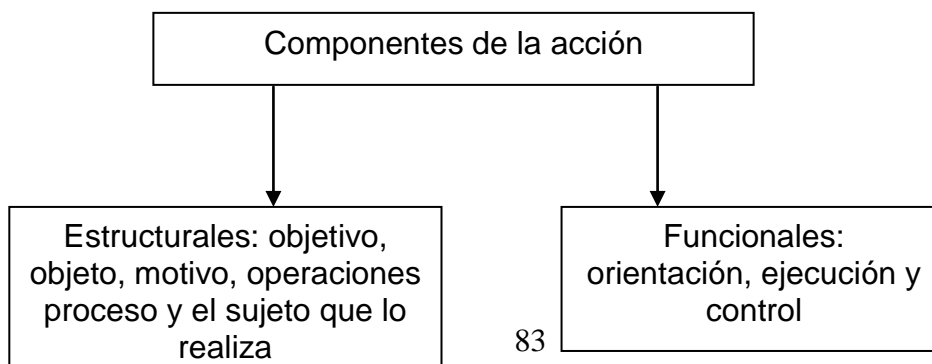 Componentes de la acción
Estructurales: objetivo,
objeto, motivo, operaciones
proceso y el sujeto que lo
realiza
Funcionales:
orientación, ejecución y
control
83